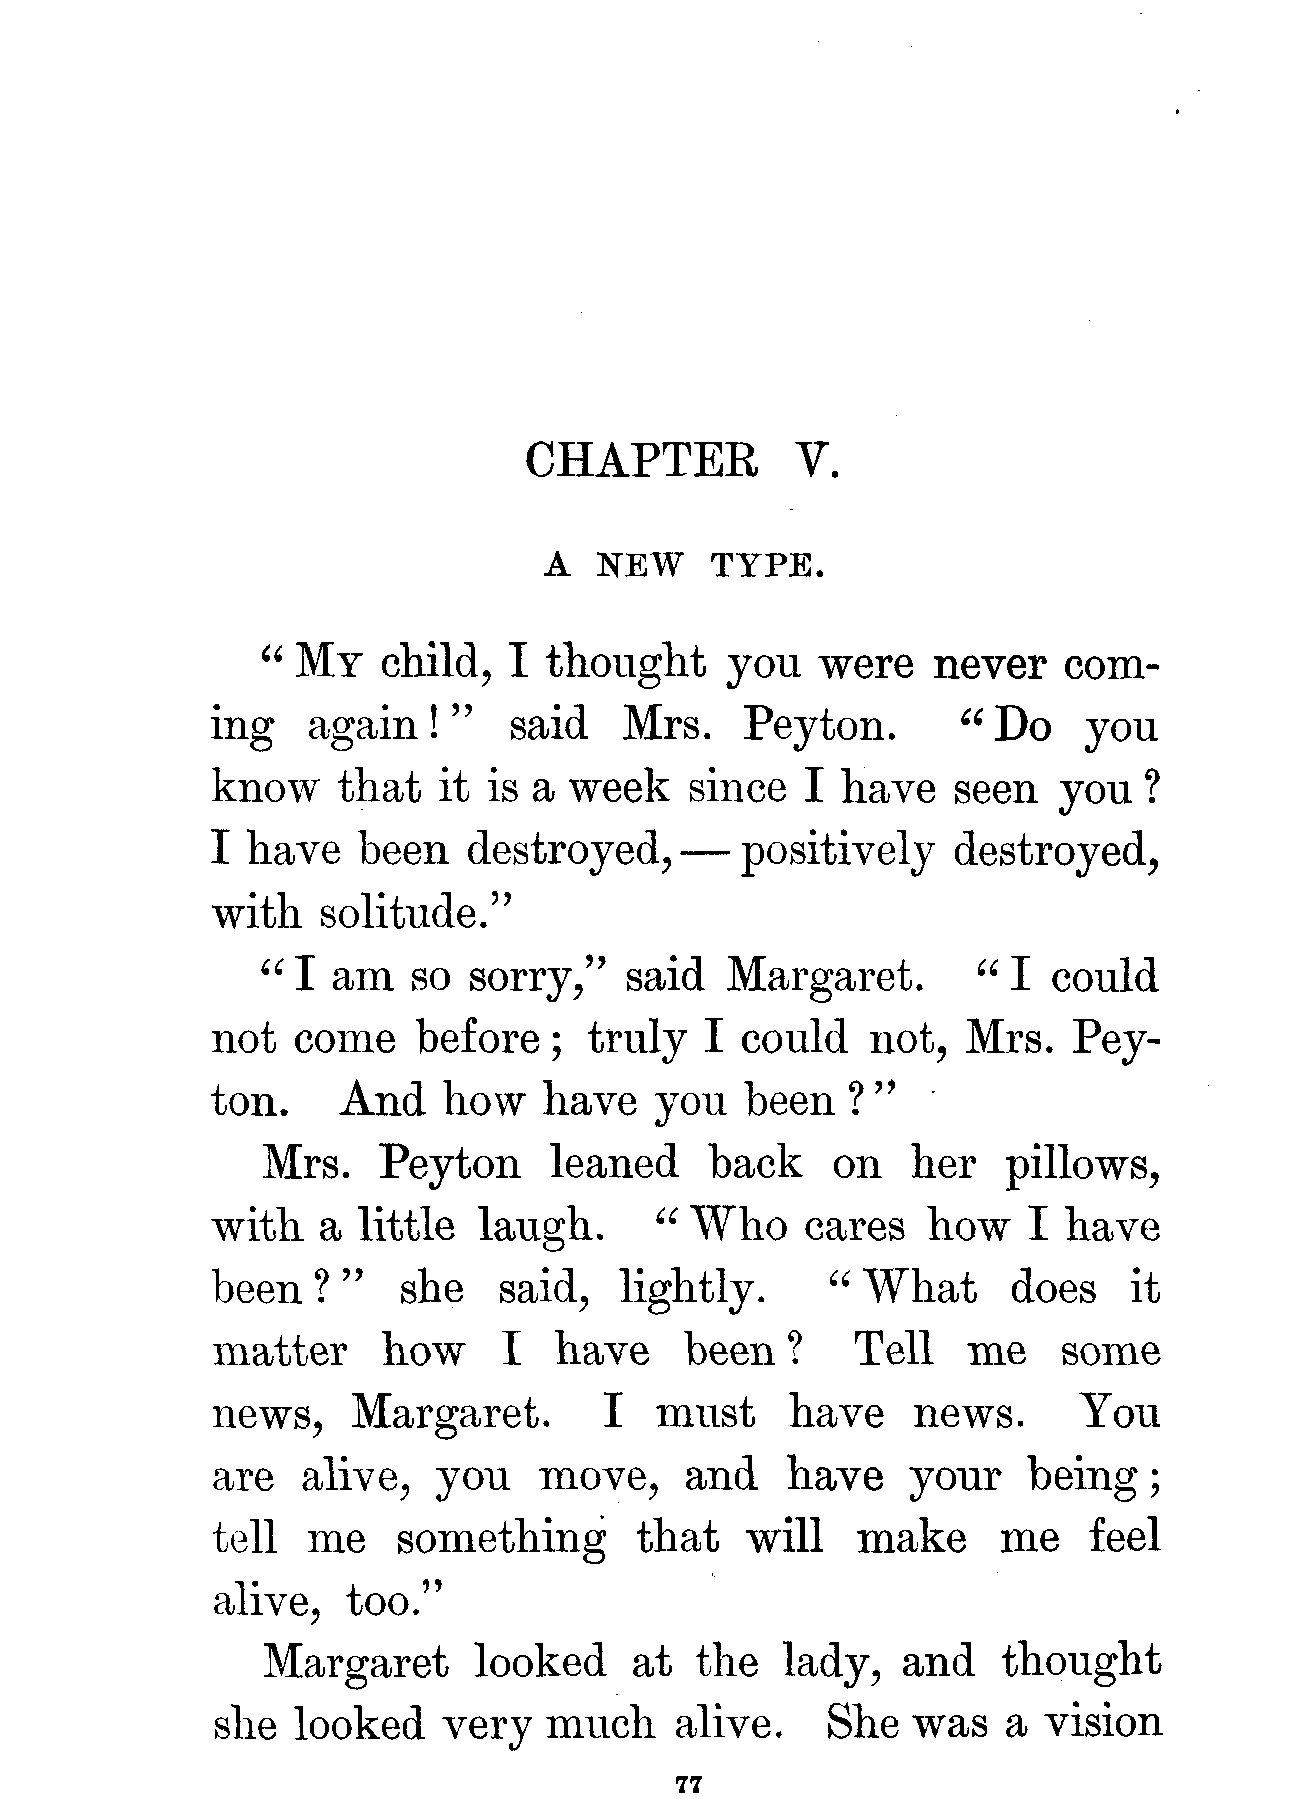 CHAPTER V.
A NEW TYPE.
“ MY child, I thought you were never com-
ing again ! ” said Mrs. Peyton. “ Do you
know that it is a week since I have seen you ?
I have been destroyed, — positively destroyed,
with solitude.”
“ I am so sorry,” said Margaret. “ I could
not come before ; truly I could not, Mrs. Pey-
ton. And how have you been ? ”
Mrs. Peyton leaned back on her pillows,
with a little laugh. “ Who cares how I have
been ? ” she said, lightly. “ What does it
matter how I have been ? Tell me some
news, Margaret. I must have news. You
are alive, you move, and have your being ;
tell me something that will make me feel
alive, too.”
Margaret looked at the lady, and thought
she looked very much alive. She was a vision
77